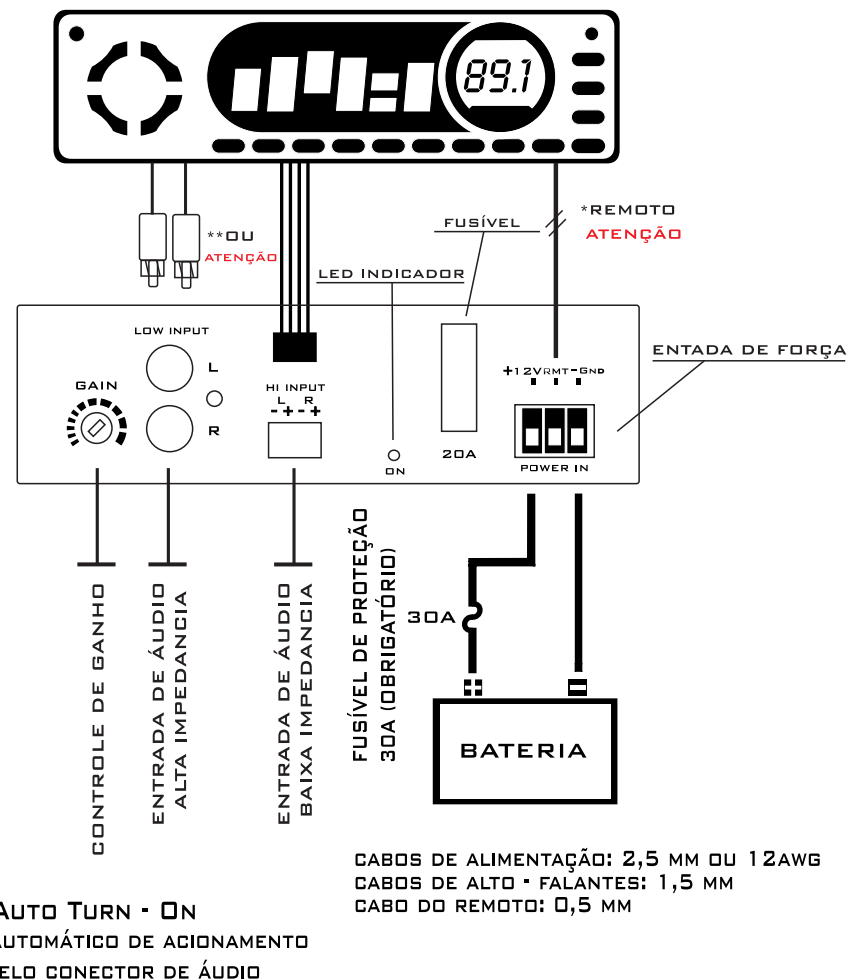 89.1
**OU
ATENÇÃO
*REMOTO
ATENÇÃO
FUSÍVEL
LED INDICADOR
ENTADA DE FORÇA
LOW INPUT
L
R
GAIN
HI INPUT
L R
- + - +
ON
20A
+12V RMT -GND
POWER IN
CONTROLE DE GANHO
ENTRADA DE ÁUDIO
ALTA IMPEDANCIA
ENTRADA DE ÁUDIO
BAIXA IMPEDANCIA
FUSÍVEL DE PROTEÇÃO
30A (OBRIGATÓRIO)
30A
BATERIA
CABOS DE ALIMENTAÇÃO: 2,5 MM OU 12AWG
CABOS DE ALTO - FALANTES: 1,5 MM
CABO DO REMOTO: 0,5 MM
AUTO TURN - ON
AUTOMÁTICO DE ACIONAMENTO
ELO CONECTOR DE ÁUDIO